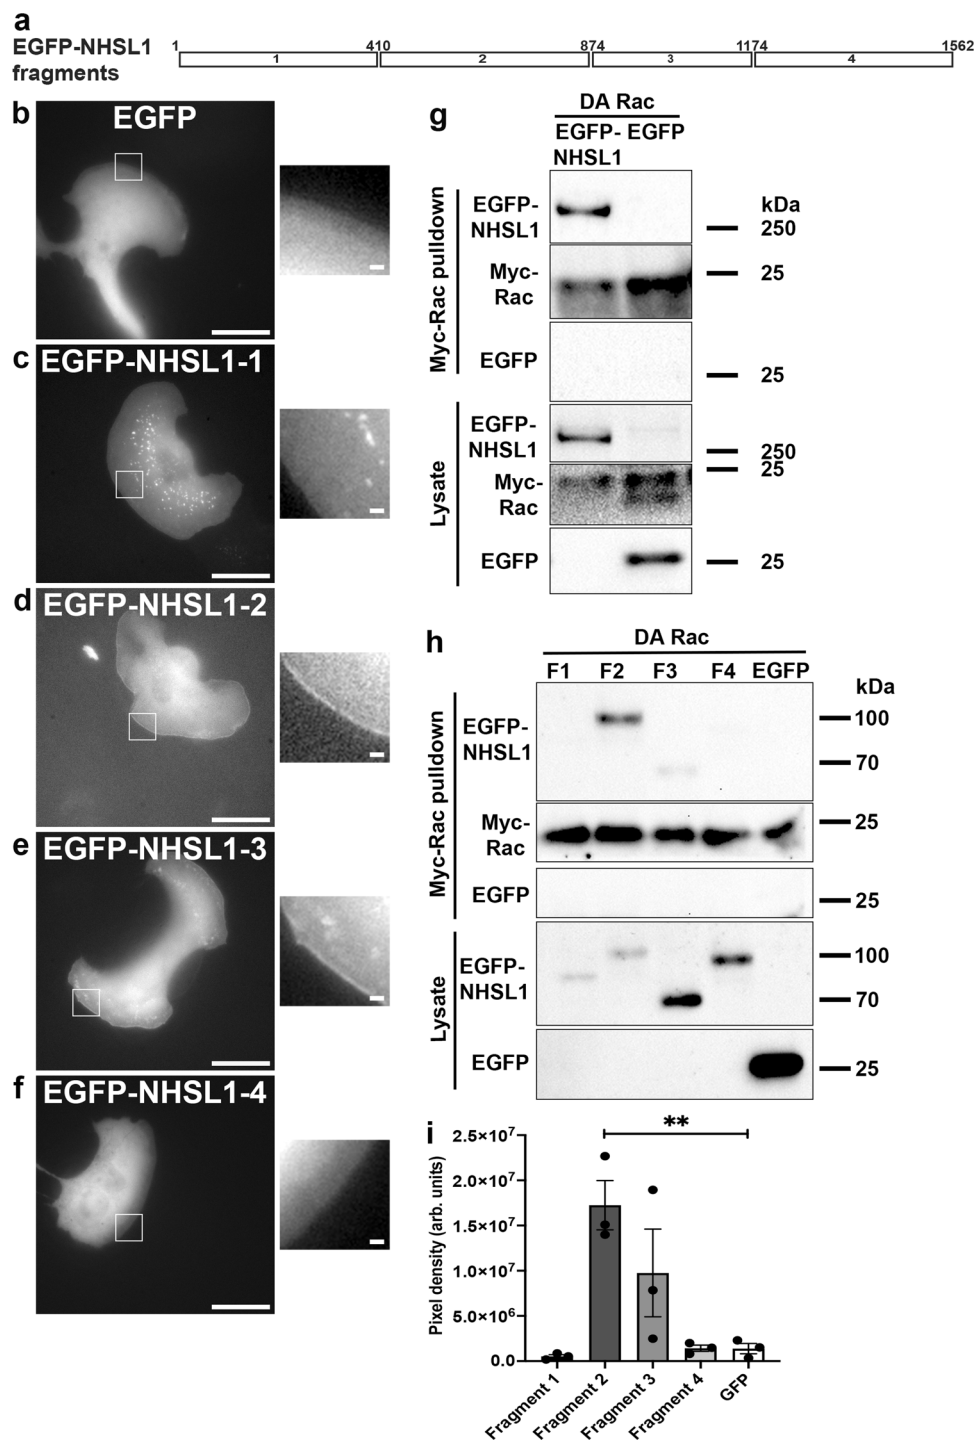 a
EGFP-NHSL1
fragments
1 410 874 1174 1562
1 2 3 4
b
EGFP
c
EGFP-NHSL1-1
d
EGFP-NHSL1-2
e
EGFP-NHSL1-3
f
EGFP-NHSL1-4
g
DA Rac
EGFP- EGFP
NHSL1
Myc-Rac pulldown
EGFP-
NHSL1
kDa
250
Myc-
Rac
25
EGFP
25
Lysate
EGFP-
NHSL1
250
25
Myc-
Rac
EGFP
25
h
DA Rac
F1 F2 F3 F4 EGFP
kDa
Myc-Rac pulldown
EGFP-
NHSL1
100
70
Myc-
Rac
25
EGFP
25
Lysate
EGFP-
NHSL1
100
70
EGFP
25
i
**
Pixel density (arb. units)
2.5×10⁷
2.0×10⁷
1.5×10⁷
1.0×10⁷
5.0×10⁶
0.0
Fragment 1
Fragment 2
Fragment 3
Fragment 4
GFP